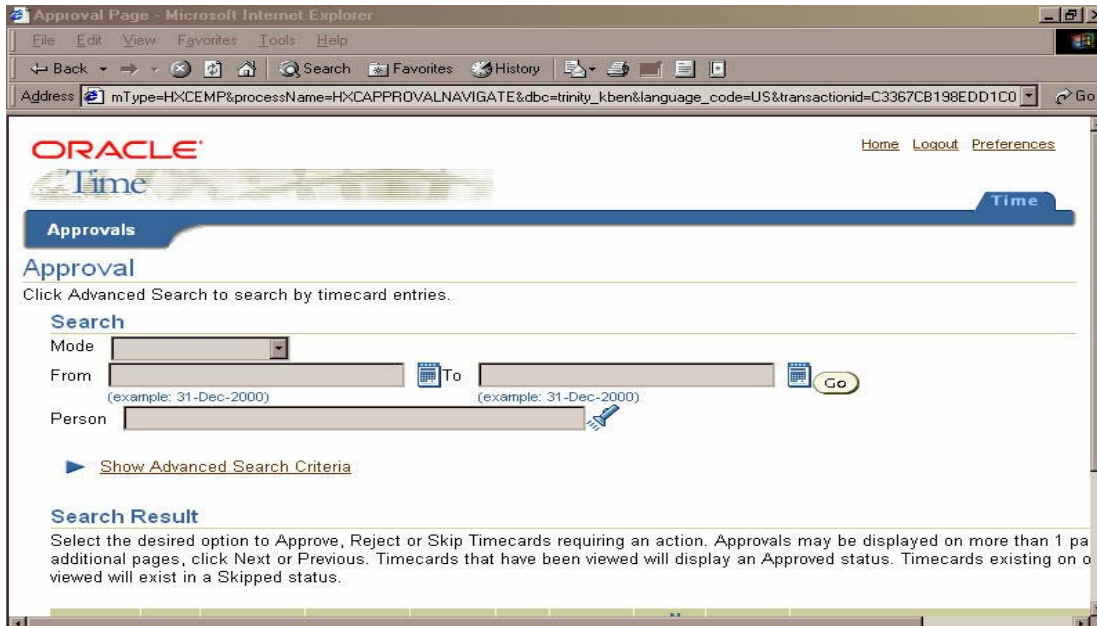 Approval Page - Microsoft Internet Explorer
File Edit View Favorites Tools Help
Back Search Favorites History
Address mType=HXCEMP&processName=HXCAPPROVALNAVIGATE&dbc=trinity_kben&language_code=US&transactionid=C3367CB198EDD1C0 Go
ORACLE
Home Logout Preferences
Time
Time
Approvals
Approval
Click Advanced Search to search by timecard entries.
Search
Mode
From To Go
(example: 31-Dec-2000) (example: 31-Dec-2000)
Person
Show Advanced Search Criteria
Search Result
Select the desired option to Approve, Reject or Skip Timecards requiring an action. Approvals may be displayed on more than 1 pa
additional pages, click Next or Previous. Timecards that have been viewed will display an Approved status. Timecards existing on o
viewed will exist in a Skipped status.